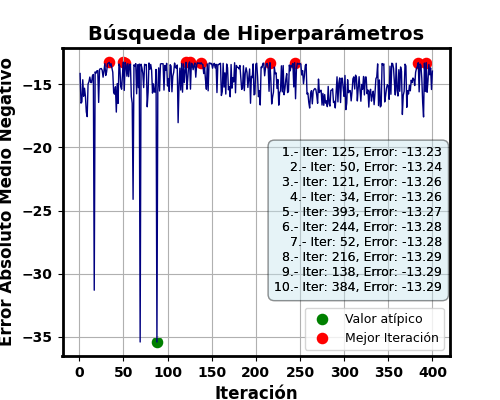 Búsqueda de Hiperparámetros
Error Absoluto Medio Negativo
−15
−20
−25
−30
−35
1.- Iter: 125, Error: -13.23
2.- Iter: 50, Error: -13.24
3.- Iter: 121, Error: -13.26
4.- Iter: 34, Error: -13.26
5.- Iter: 393, Error: -13.27
6.- Iter: 244, Error: -13.28
7.- Iter: 52, Error: -13.28
8.- Iter: 216, Error: -13.29
9.- Iter: 138, Error: -13.29
10.- Iter: 384, Error: -13.29
Valor atípico
Mejor Iteración
0 50 100 150 200 250 300 350 400
Iteración